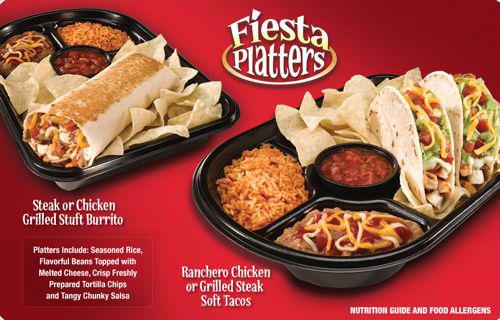 Fiesta
Platters
Steak or Chicken
Grilled Stuft Burrito
Platters Include: Seasoned Rice,
Flavorful Beans Topped with
Melted Cheese, Crisp Freshly
Prepared Tortilla Chips
and Tangy Chunky Salsa
Ranchero Chicken
or Grilled Steak
Soft Tacos
NUTRITION GUIDE AND FOOD ALLERGENS